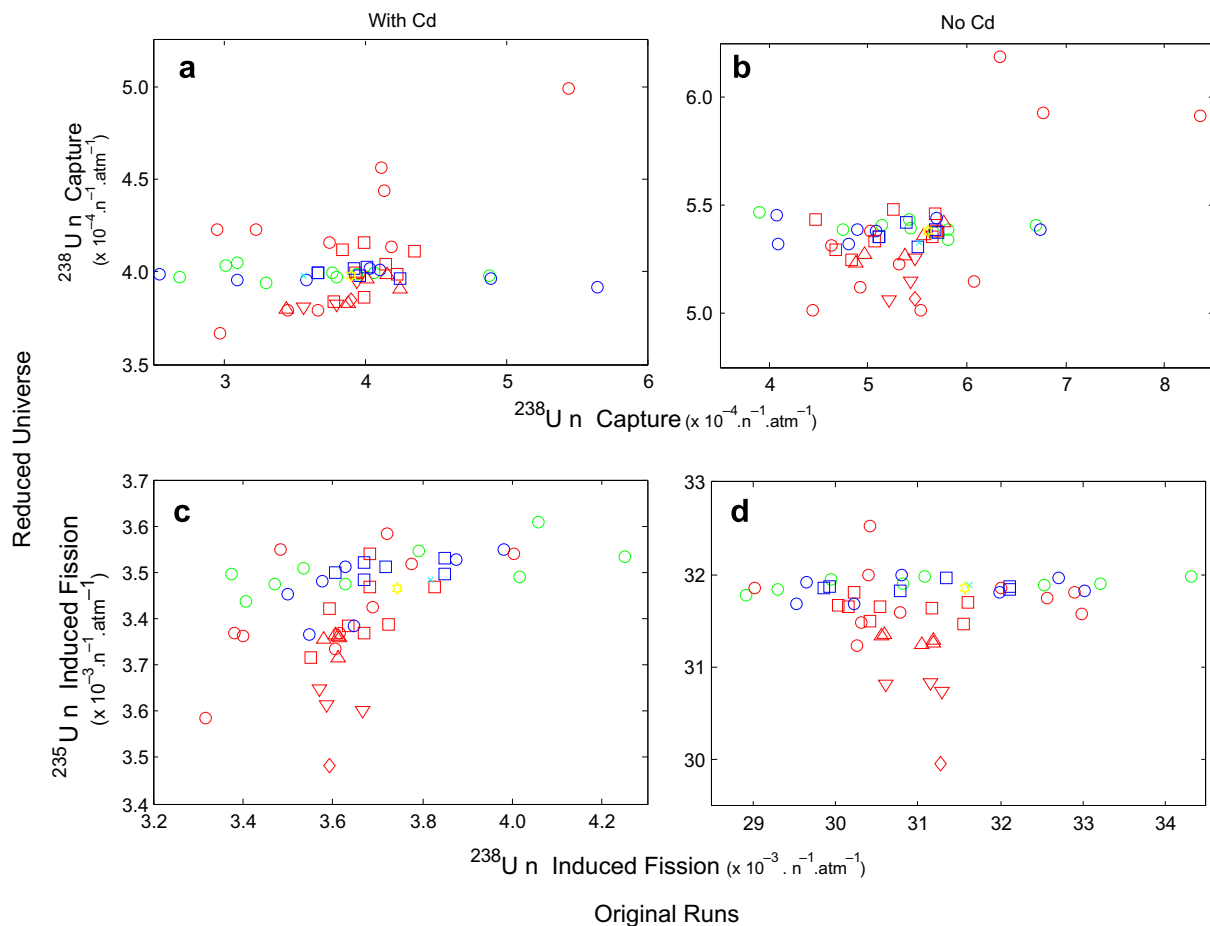 With Cd
No Cd
a
b
5.0
4.5
4.0
3.5
6.0
5.5
5.0
3
4
5
6
4
5
6
7
8
²³⁸U n Capture
(x 10⁻⁴.n⁻¹.atm⁻¹)
²³⁸U n Capture (x 10⁻⁴.n⁻¹.atm⁻¹)
Reduced Universe
c
d
3.7
3.6
3.5
3.4
3.7
3.6
3.5
3.4
33
32
31
30
3.2
3.4
3.6
3.8
4.0
4.2
29
30
31
32
33
34
²³⁵U n Induced Fission
(x 10⁻³.n⁻¹.atm⁻¹)
²³⁸U n Induced Fission (x 10⁻³ . n⁻¹.atm⁻¹)
Original Runs